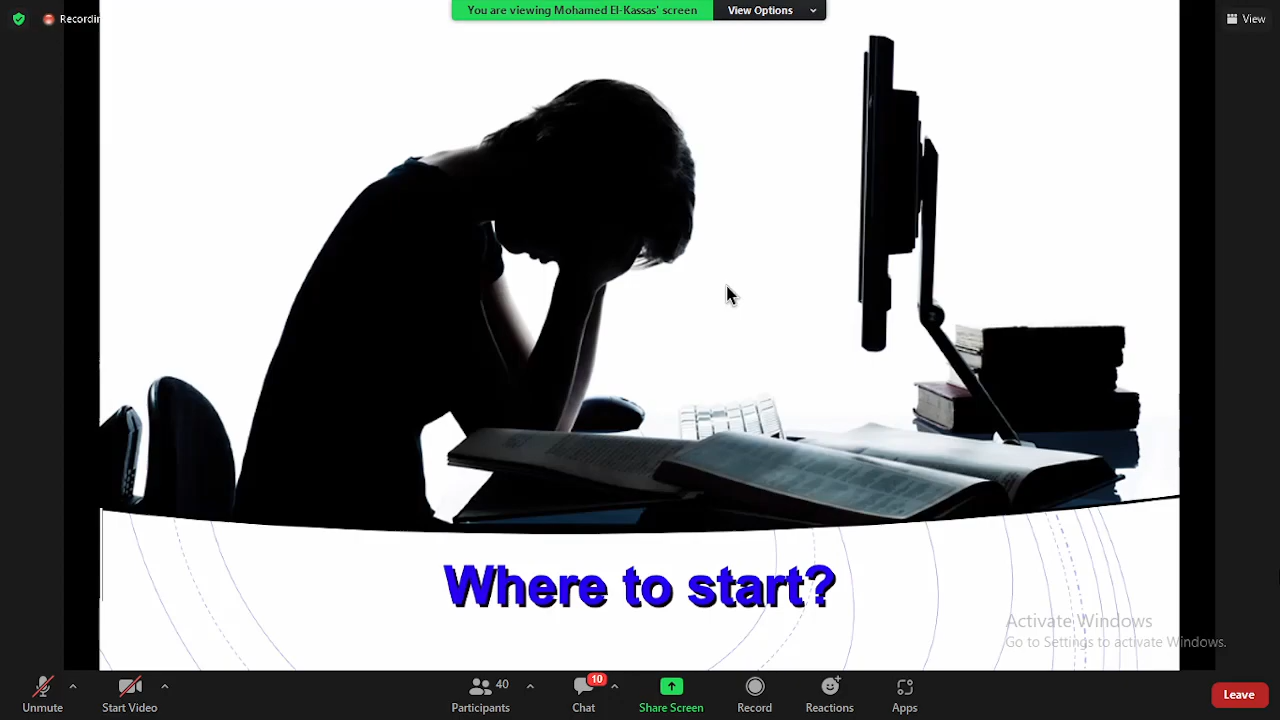 Recordin
You are viewing Mohamed El-Kassas' screen
View Options
View
Where to start?
Activate Windows
Go to Settings to activate Windows.
Unmute
Start Video
40
Participants
10
Chat
Share Screen
Record
Reactions
Apps
Leave